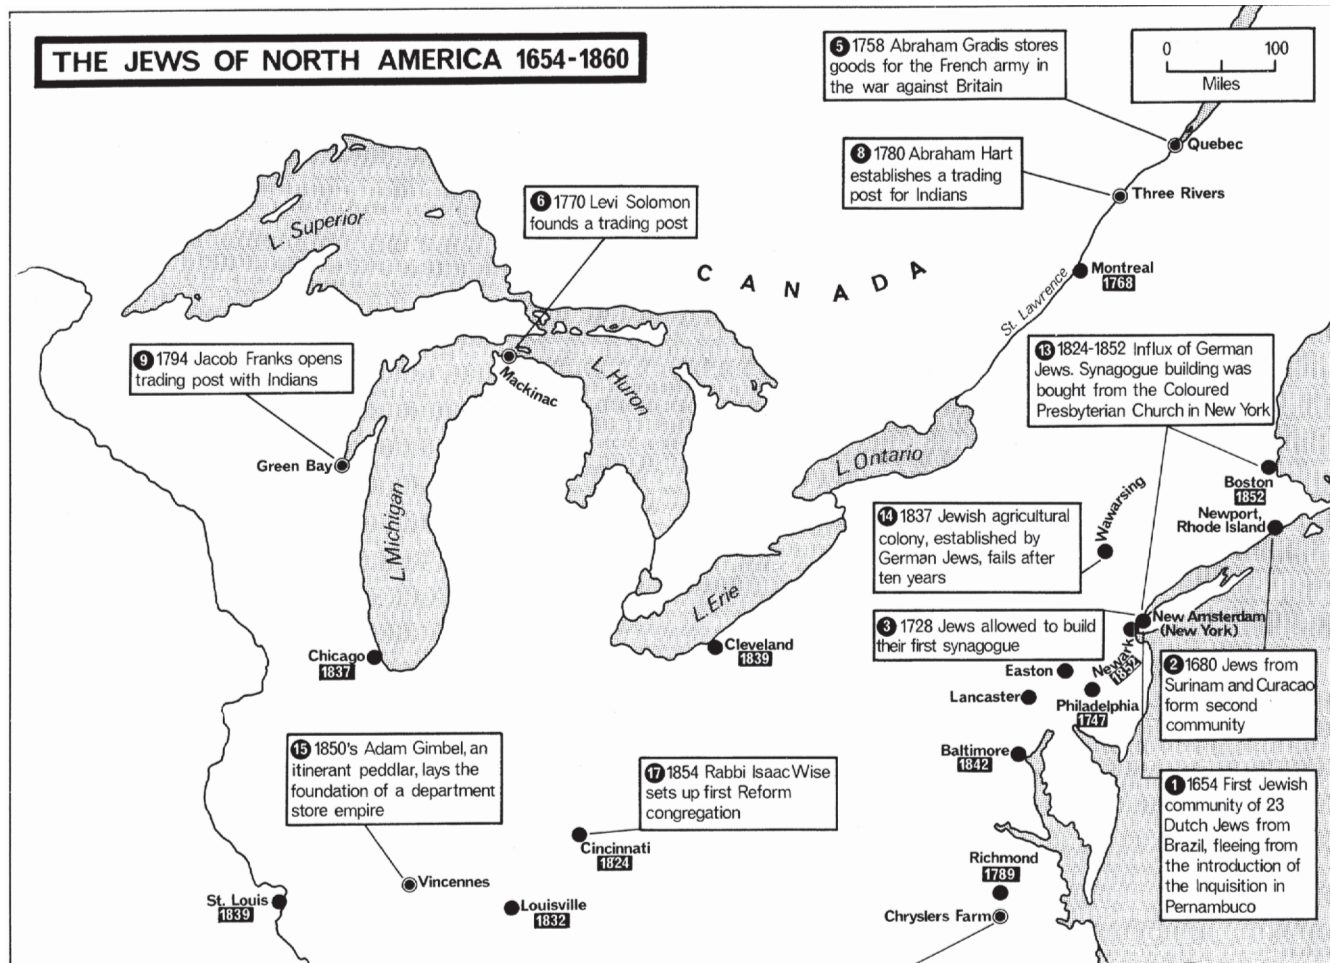 THE JEWS OF NORTH AMERICA 1654-1860
5 1758 Abraham Gradis stores
goods for the French army in
the war against Britain
0 100
Miles
Quebec
8 1780 Abraham Hart
establishes a trading
post for Indians
Three Rivers
6 1770 Levi Solomon
founds a trading post
L. Superior
CANADA
Montreal
1768
St. Lawrence
9 1794 Jacob Franks opens
trading post with Indians
Mackinac
L. Huron
13 1824-1852 Influx of German
Jews. Synagogue building was
bought from the Coloured
Presbyterian Church in New York
Green Bay
L. Ontario
Boston
1852
L. Michigan
14 1837 Jewish agricultural
colony, established by
German Jews, fails after
ten years
Wawarsing
Newport,
Rhode Island
L. Erie
3 1728 Jews allowed to build
their first synagogue
New Amsterdam
(New York)
Newark
1852
Chicago
1837
Cleveland
1839
Easton
Lancaster
Philadelphia
1747
2 1680 Jews from
Surinam and Curacao
form second
community
Baltimore
1842
15 1850's Adam Gimbel, an
itinerant peddlar, lays the
foundation of a department
store empire
17 1854 Rabbi Isaac Wise
sets up first Reform
congregation
1 1654 First Jewish
community of 23
Dutch Jews from
Brazil, fleeing from
the introduction of
the Inquisition in
Pernambuco
Cincinnati
1824
Richmond
1789
Vincennes
St. Louis
1839
Louisville
1832
Chryslers Farm